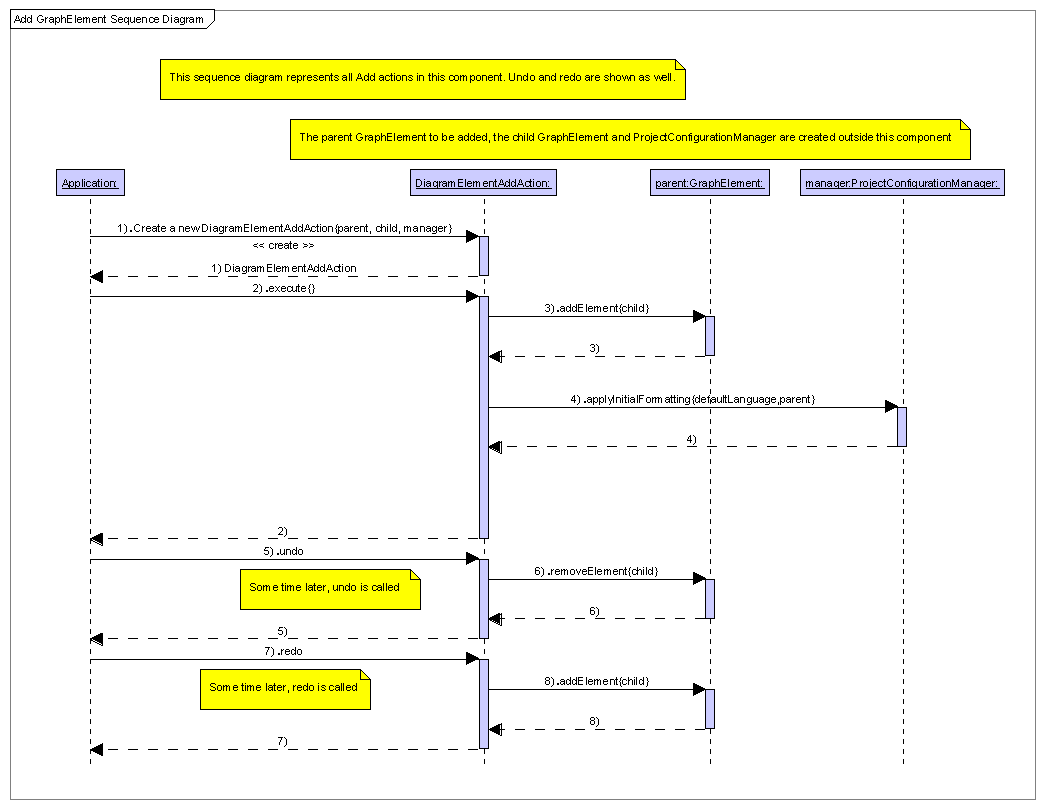 Add GraphElement Sequence Diagram
This sequence diagram represents all Add actions in this component. Undo and redo are shown as well.
The parent GraphElement to be added, the child GraphElement and ProjectConfigurationManager are created outside this component
Application:
DiagramElementAddAction:
parent:GraphElement:
manager:ProjectConfigurationManager:
1) .Create a new DiagramElementAddAction{parent, child, manager}
<< create >>
1) DiagramElementAddAction
2) .execute{}
3) .addElement{child}
3)
4) .applyInitialFormatting{defaultLanguage,parent}
4)
2)
5) .undo
6) .removeElement{child}
Some time later, undo is called
6)
5)
7) .redo
8) .addElement{child}
Some time later, redo is called
8)
7)